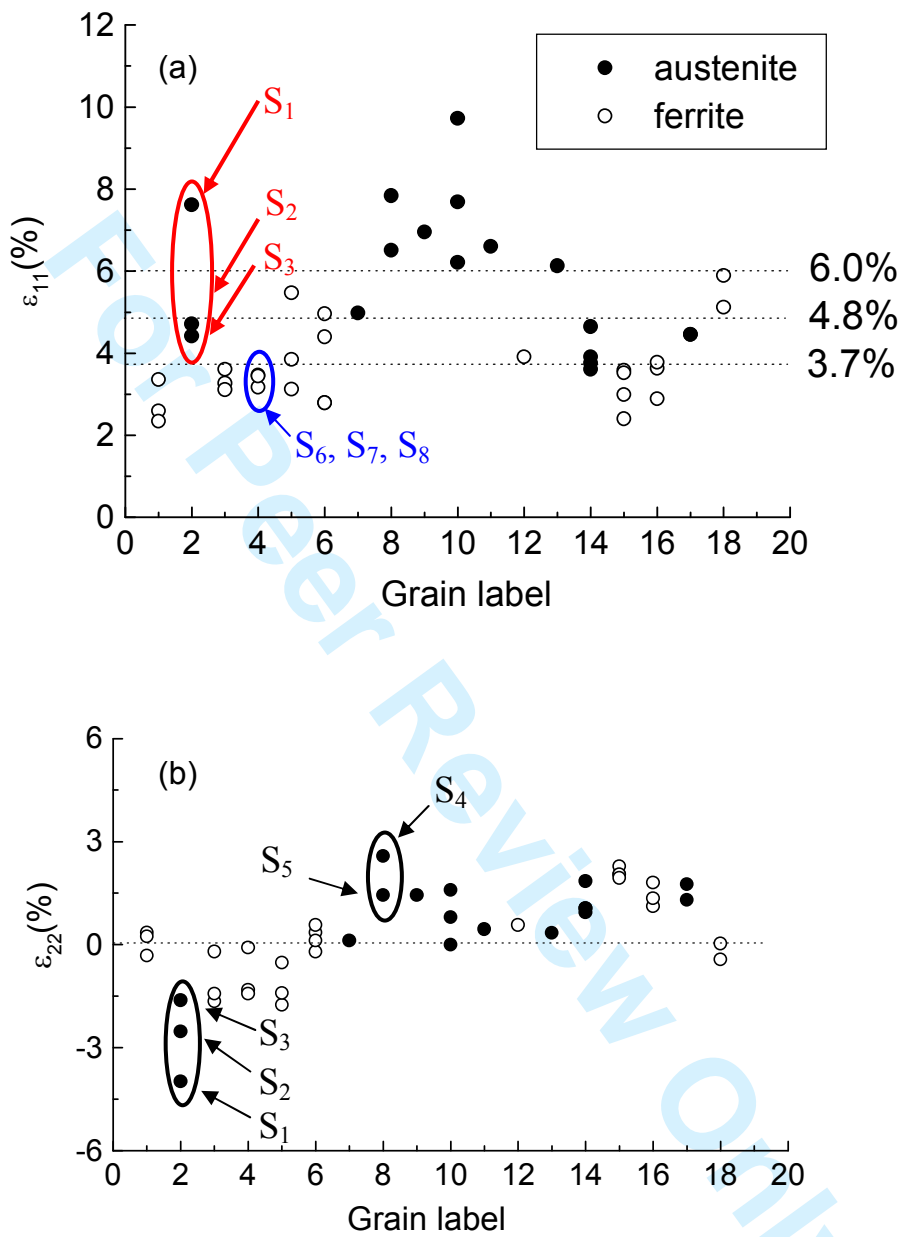 12
(a)
austenite
ferrite
10
S₁
8
S₂
S₃
6
6.0%
4.8%
4
3.7%
2
S₆, S₇, S₈
0
ε₁₁(%)
0 2 4 6 8 10 12 14 16 18 20
Grain label
6
(b)
S₄
3
S₅
0
ε₂₂(%)
-3
S₃
S₂
S₁
-6
0 2 4 6 8 10 12 14 16 18 20
Grain label
For Peer Review Only